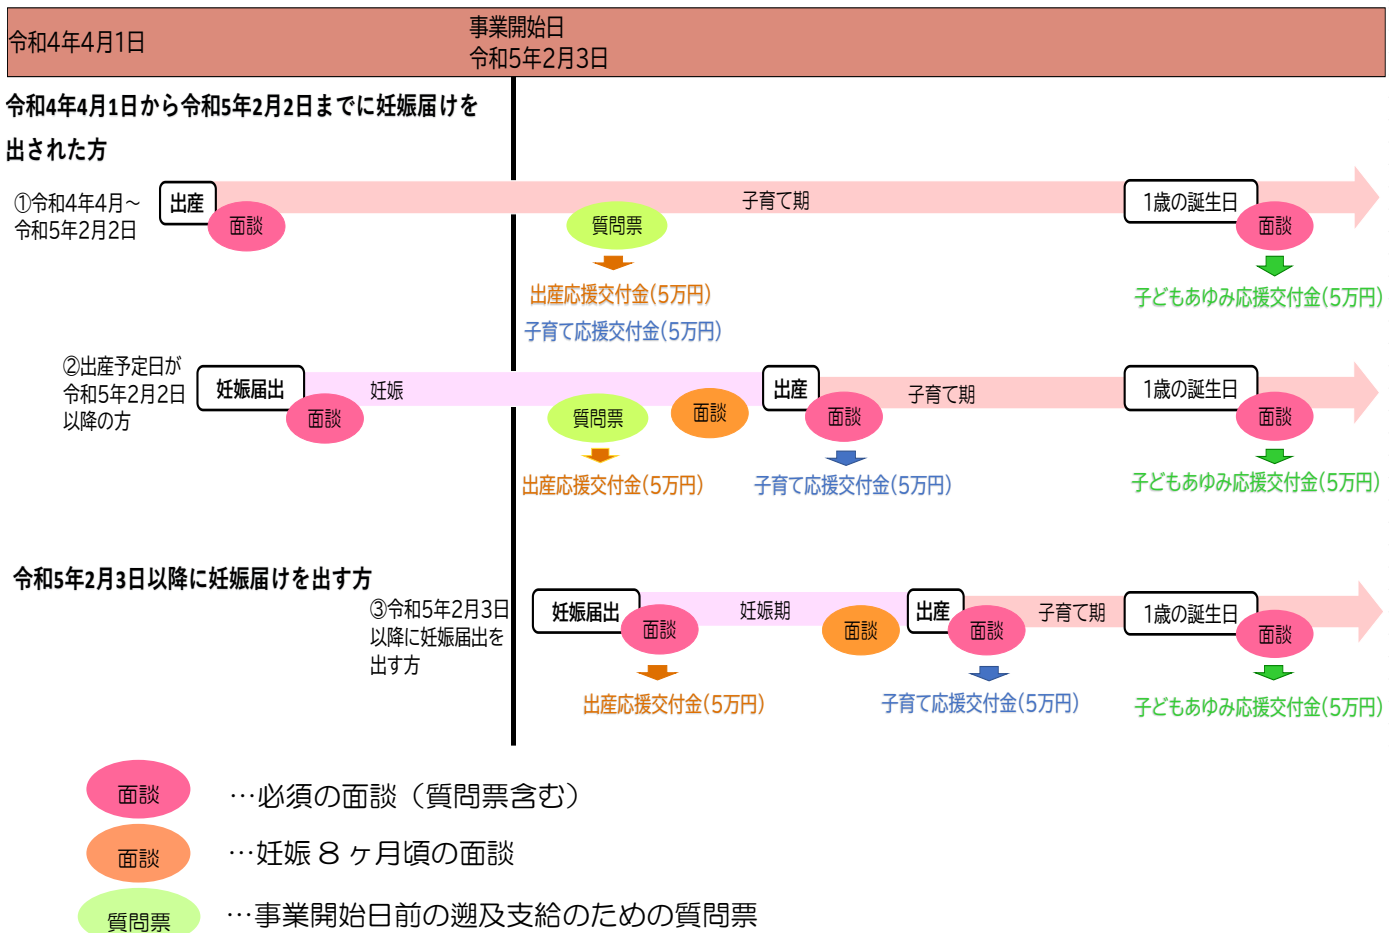 令和4年4月1日
事業開始日
令和5年2月3日
令和4年4月1日から令和5年2月2日までに妊娠届けを
出された方
①令和4年4月～
令和5年2月2日
出産
面談
子育て期
質問票
1歳の誕生日
面談
出産応援交付金(5万円)
子育て応援交付金(5万円)
子どもあゆみ応援交付金(5万円)
②出産予定日が
令和5年2月2日
以降の方
妊娠届出
面談
妊娠
質問票
面談
出産
面談
子育て期
1歳の誕生日
面談
出産応援交付金(5万円)
子育て応援交付金(5万円)
子どもあゆみ応援交付金(5万円)
令和5年2月3日以降に妊娠届けを出す方
③令和5年2月3日
以降に妊娠届出を
出す方
妊娠届出
面談
妊娠期
面談
出産
面談
子育て期
1歳の誕生日
面談
出産応援交付金(5万円)
子育て応援交付金(5万円)
子どもあゆみ応援交付金(5万円)
面談 …必須の面談（質問票含む）
面談 …妊娠８ヶ月頃の面談
質問票 …事業開始日前の遡及支給のための質問票